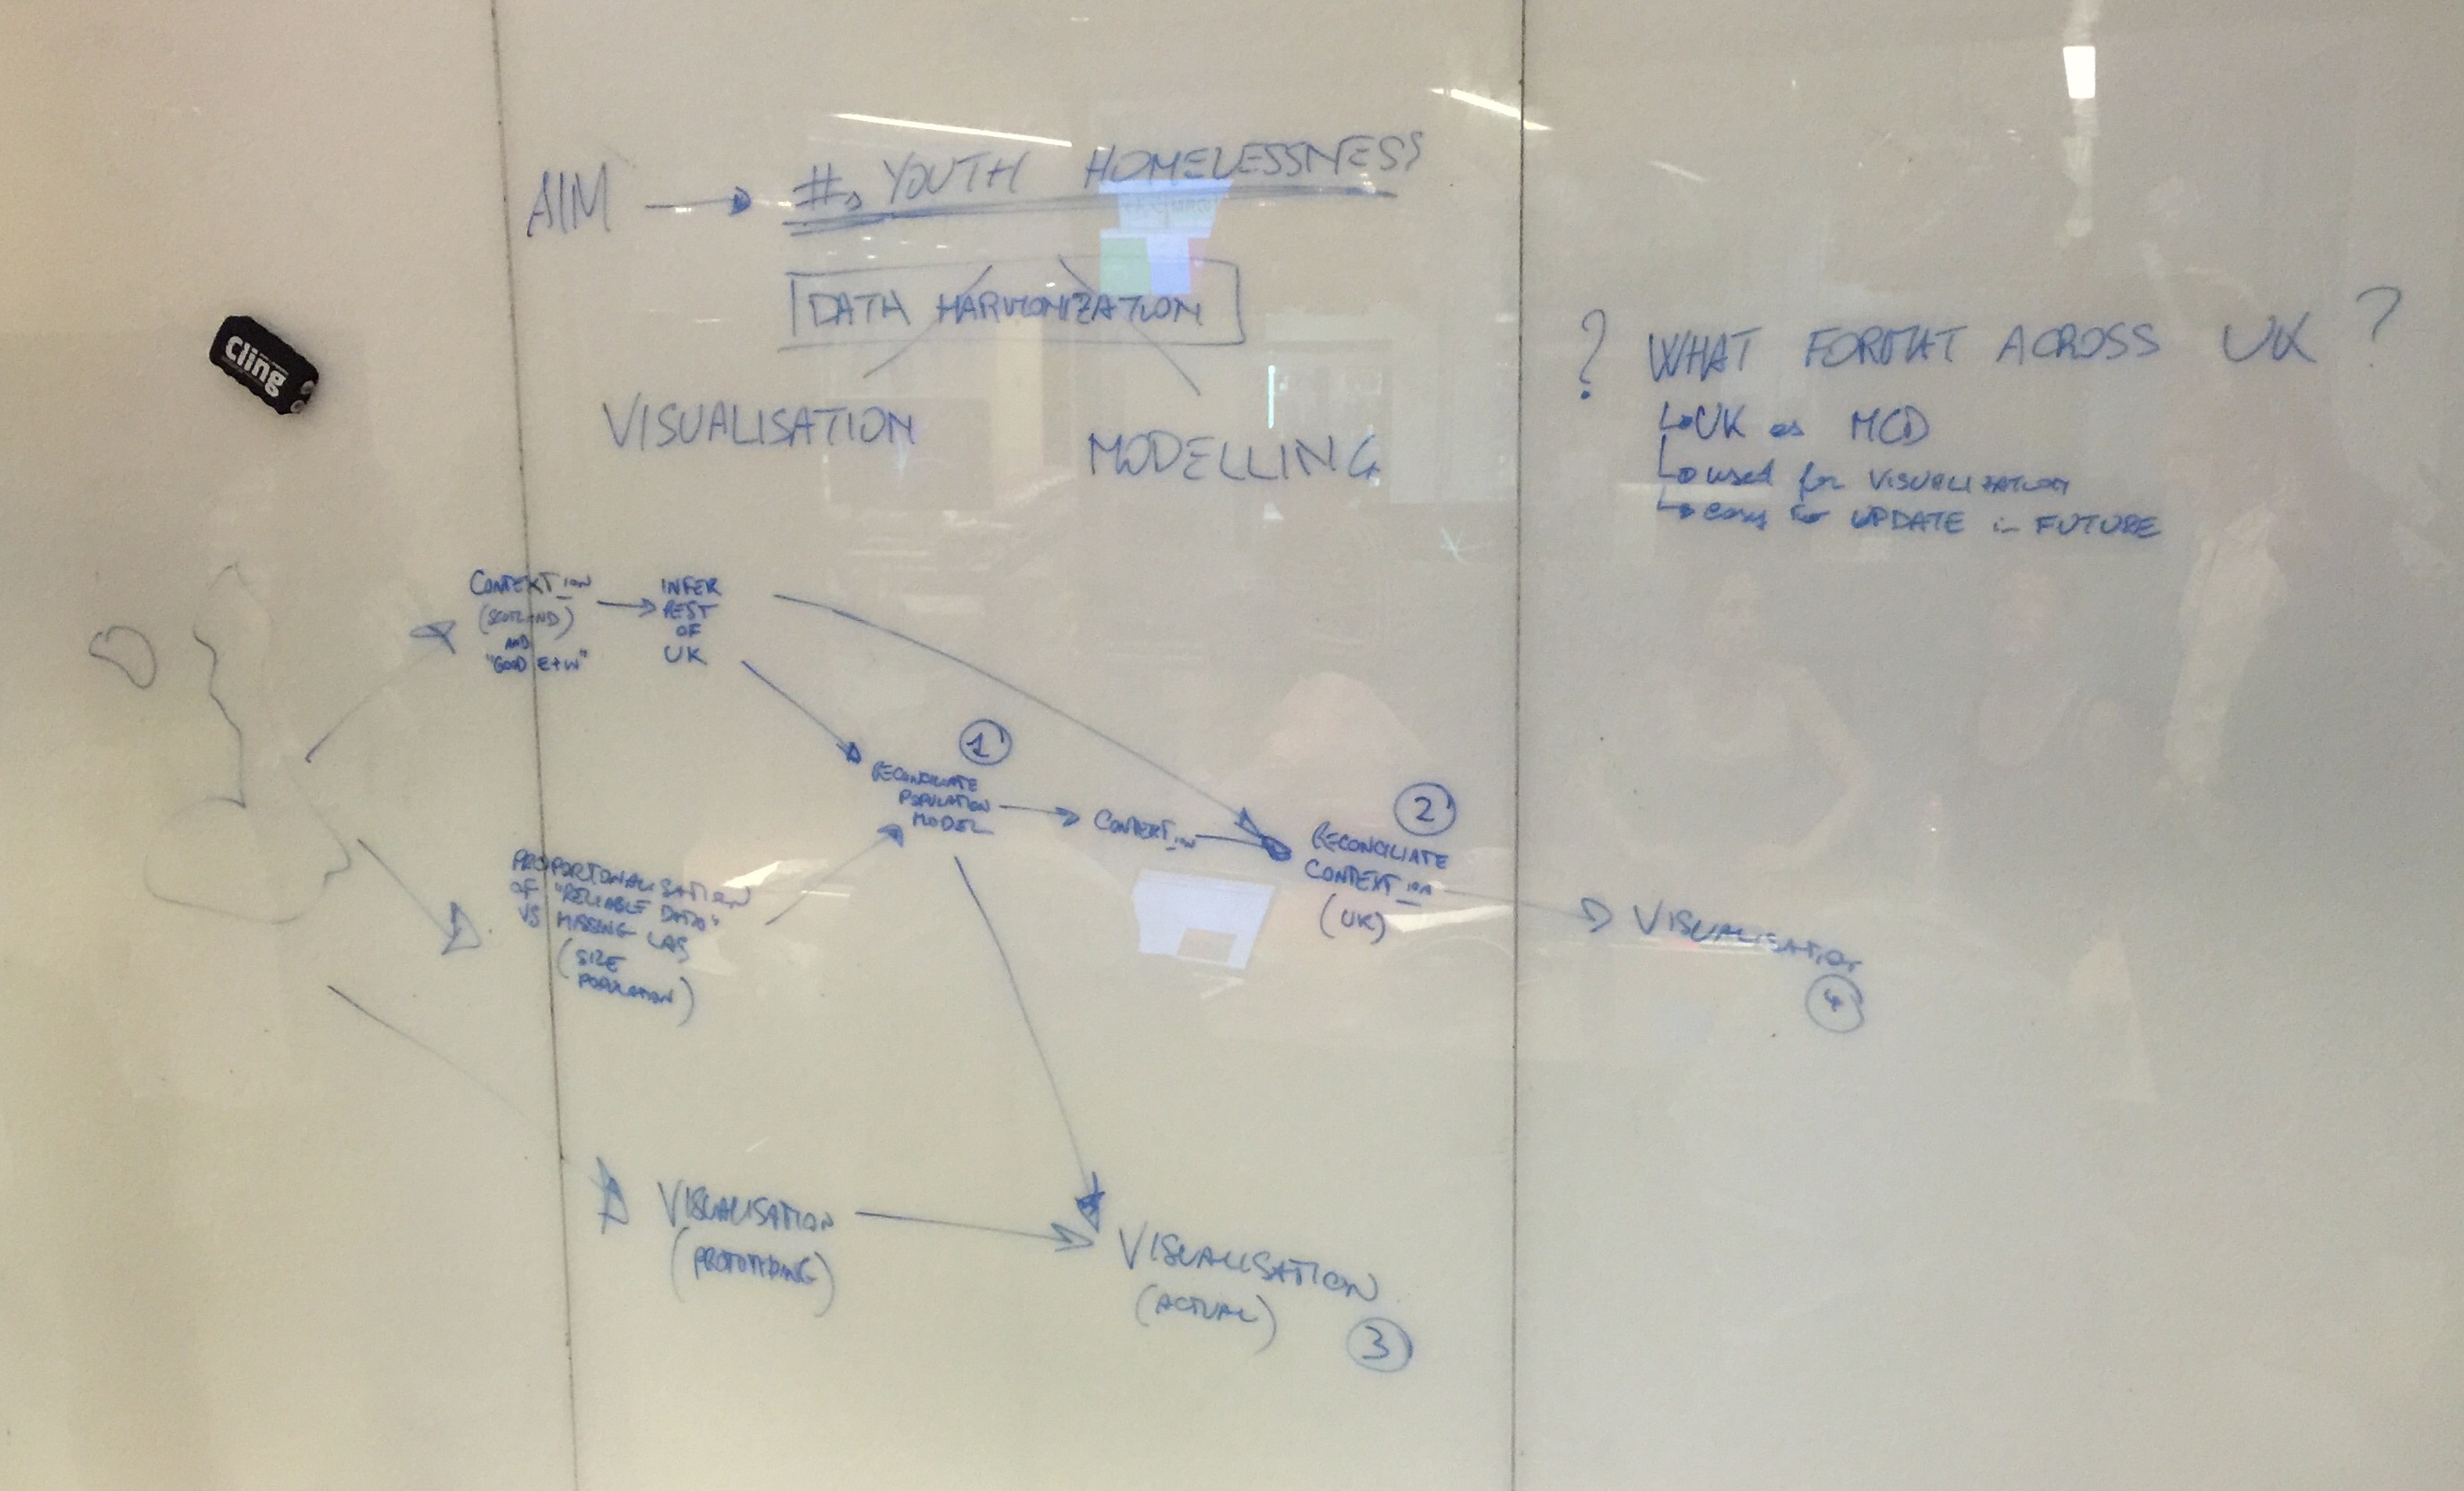 AIM → #s YOUTH HOMELESSNESS
DATA HARMONIZATION
VISUALISATION
MODELLING
cling
? WHAT FORMAT ACROSS UK ?
UK as MCD
used for VISUALIZATION
easy to UPDATE in FUTURE
CONTEXT_ION
(SCOTLAND)
AND
"GOOD E+W"
INFER
REST
OF
UK
1
RECONCILIATE
POPULATION
MODEL
CONTEXT_ION
2
RECONCILIATE
CONTEXT_ION
(UK)
VISUALISATION
4
PROPORTIONALISATION
OF "RELIABLE DATA"
VS MISSING LAS
(SIZE
POPULATION)
VISUALISATION
(PROTOTYPING)
VISUALISATION
(ACTUAL)
3